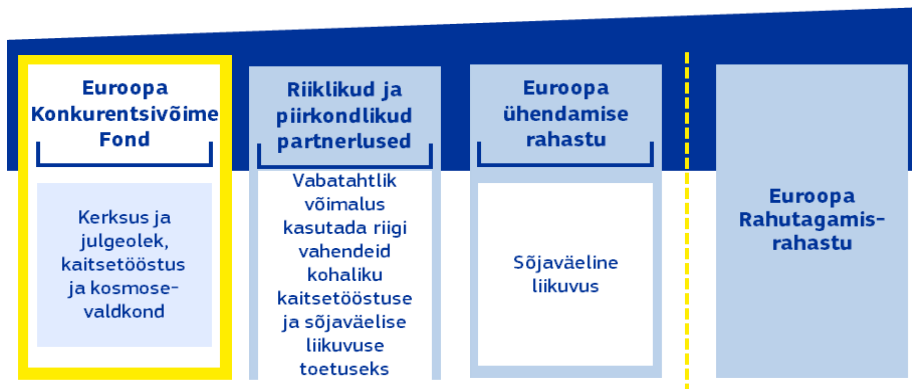 Euroopa
Konkurentsivõime
Fond
Kerksus ja
julgeolek,
kaitsetööstus
ja kosmose-
valdkond
Riiklikud ja
piirkondlikud
partnerlused
Vabatahtlik
võimalus
kasutada riigi
vahendeid
kohaliku
kaitsetööstuse
ja sõjaväelise
liikuvuse
toetuseks
Euroopa
ühendamise
rahastu
Sõjaväeline
liikuvus
Euroopa
Rahutagamis-
rahastu